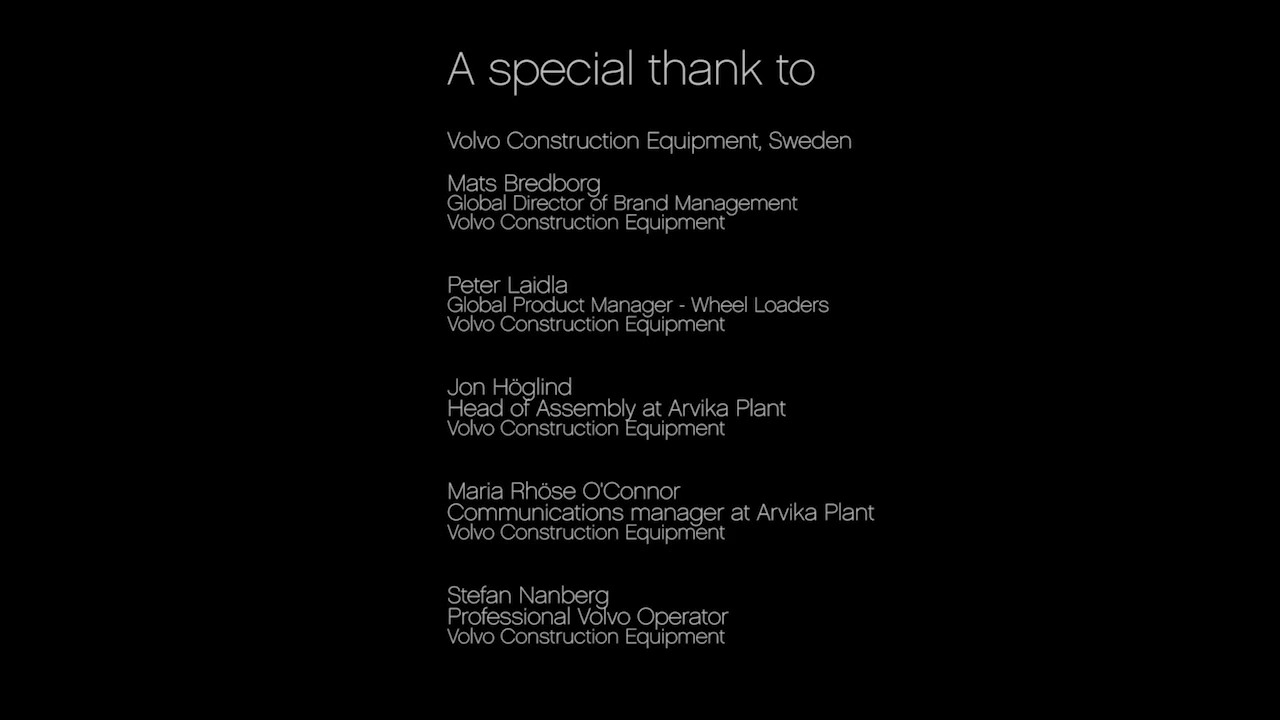 A special thank to
Volvo Construction Equipment, Sweden
Mats Bredborg
Global Director of Brand Management
Volvo Construction Equipment
Peter Laidla
Global Product Manager - Wheel Loaders
Volvo Construction Equipment
Jon Höglind
Head of Assembly at Arvika Plant
Volvo Construction Equipment
Maria Rhöse O'Connor
Communications manager at Arvika Plant
Volvo Construction Equipment
Stefan Nanberg
Professional Volvo Operator
Volvo Construction Equipment